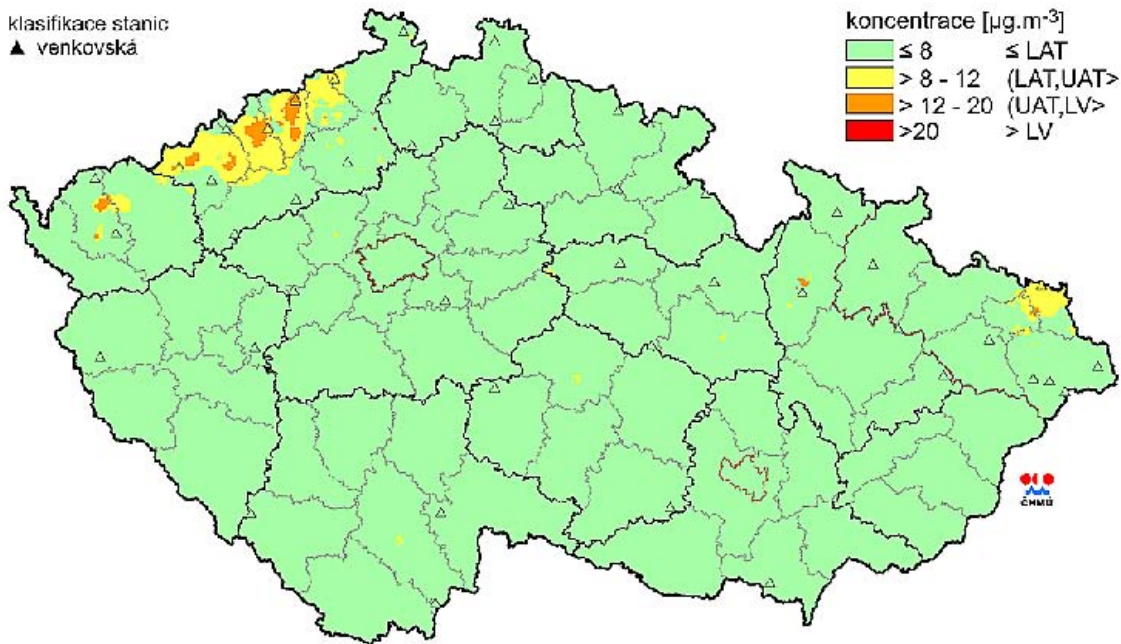 klasifikace stanic
▲ venkovská
koncentrace [µg.m⁻³]
≤ 8 ≤ LAT
> 8 - 12 (LAT,UAT>
> 12 - 20 (UAT,LV>
>20 > LV
ČHMÚ